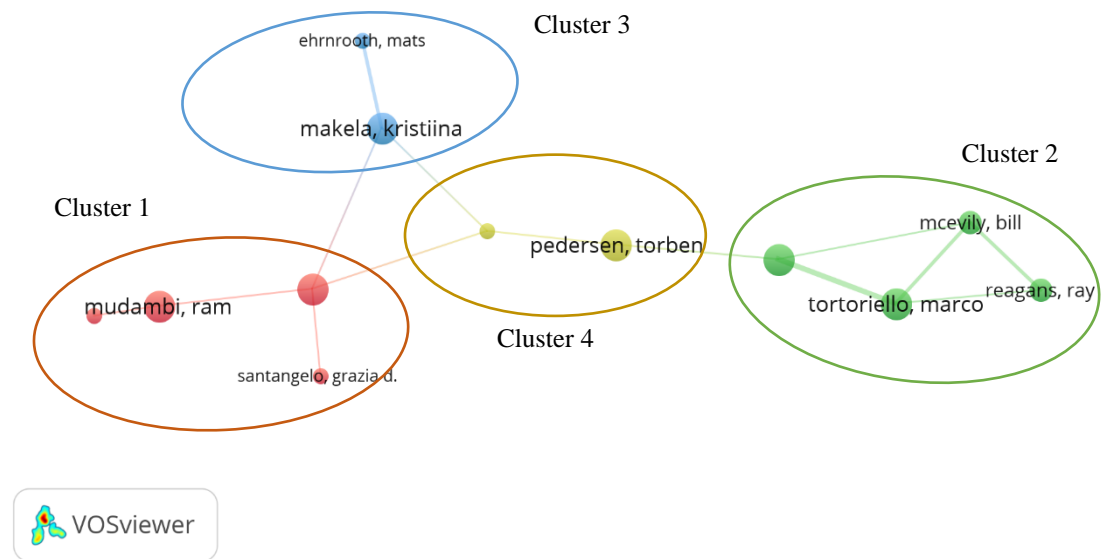 Cluster 3
ehrnrooth, mats
makela, kristiina
Cluster 2
Cluster 1
mcevily, bill
pedersen, torben
reagans, ray
mudambi, ram
tortoriello, marco
Cluster 4
santangelo, grazia d.
VOSviewer